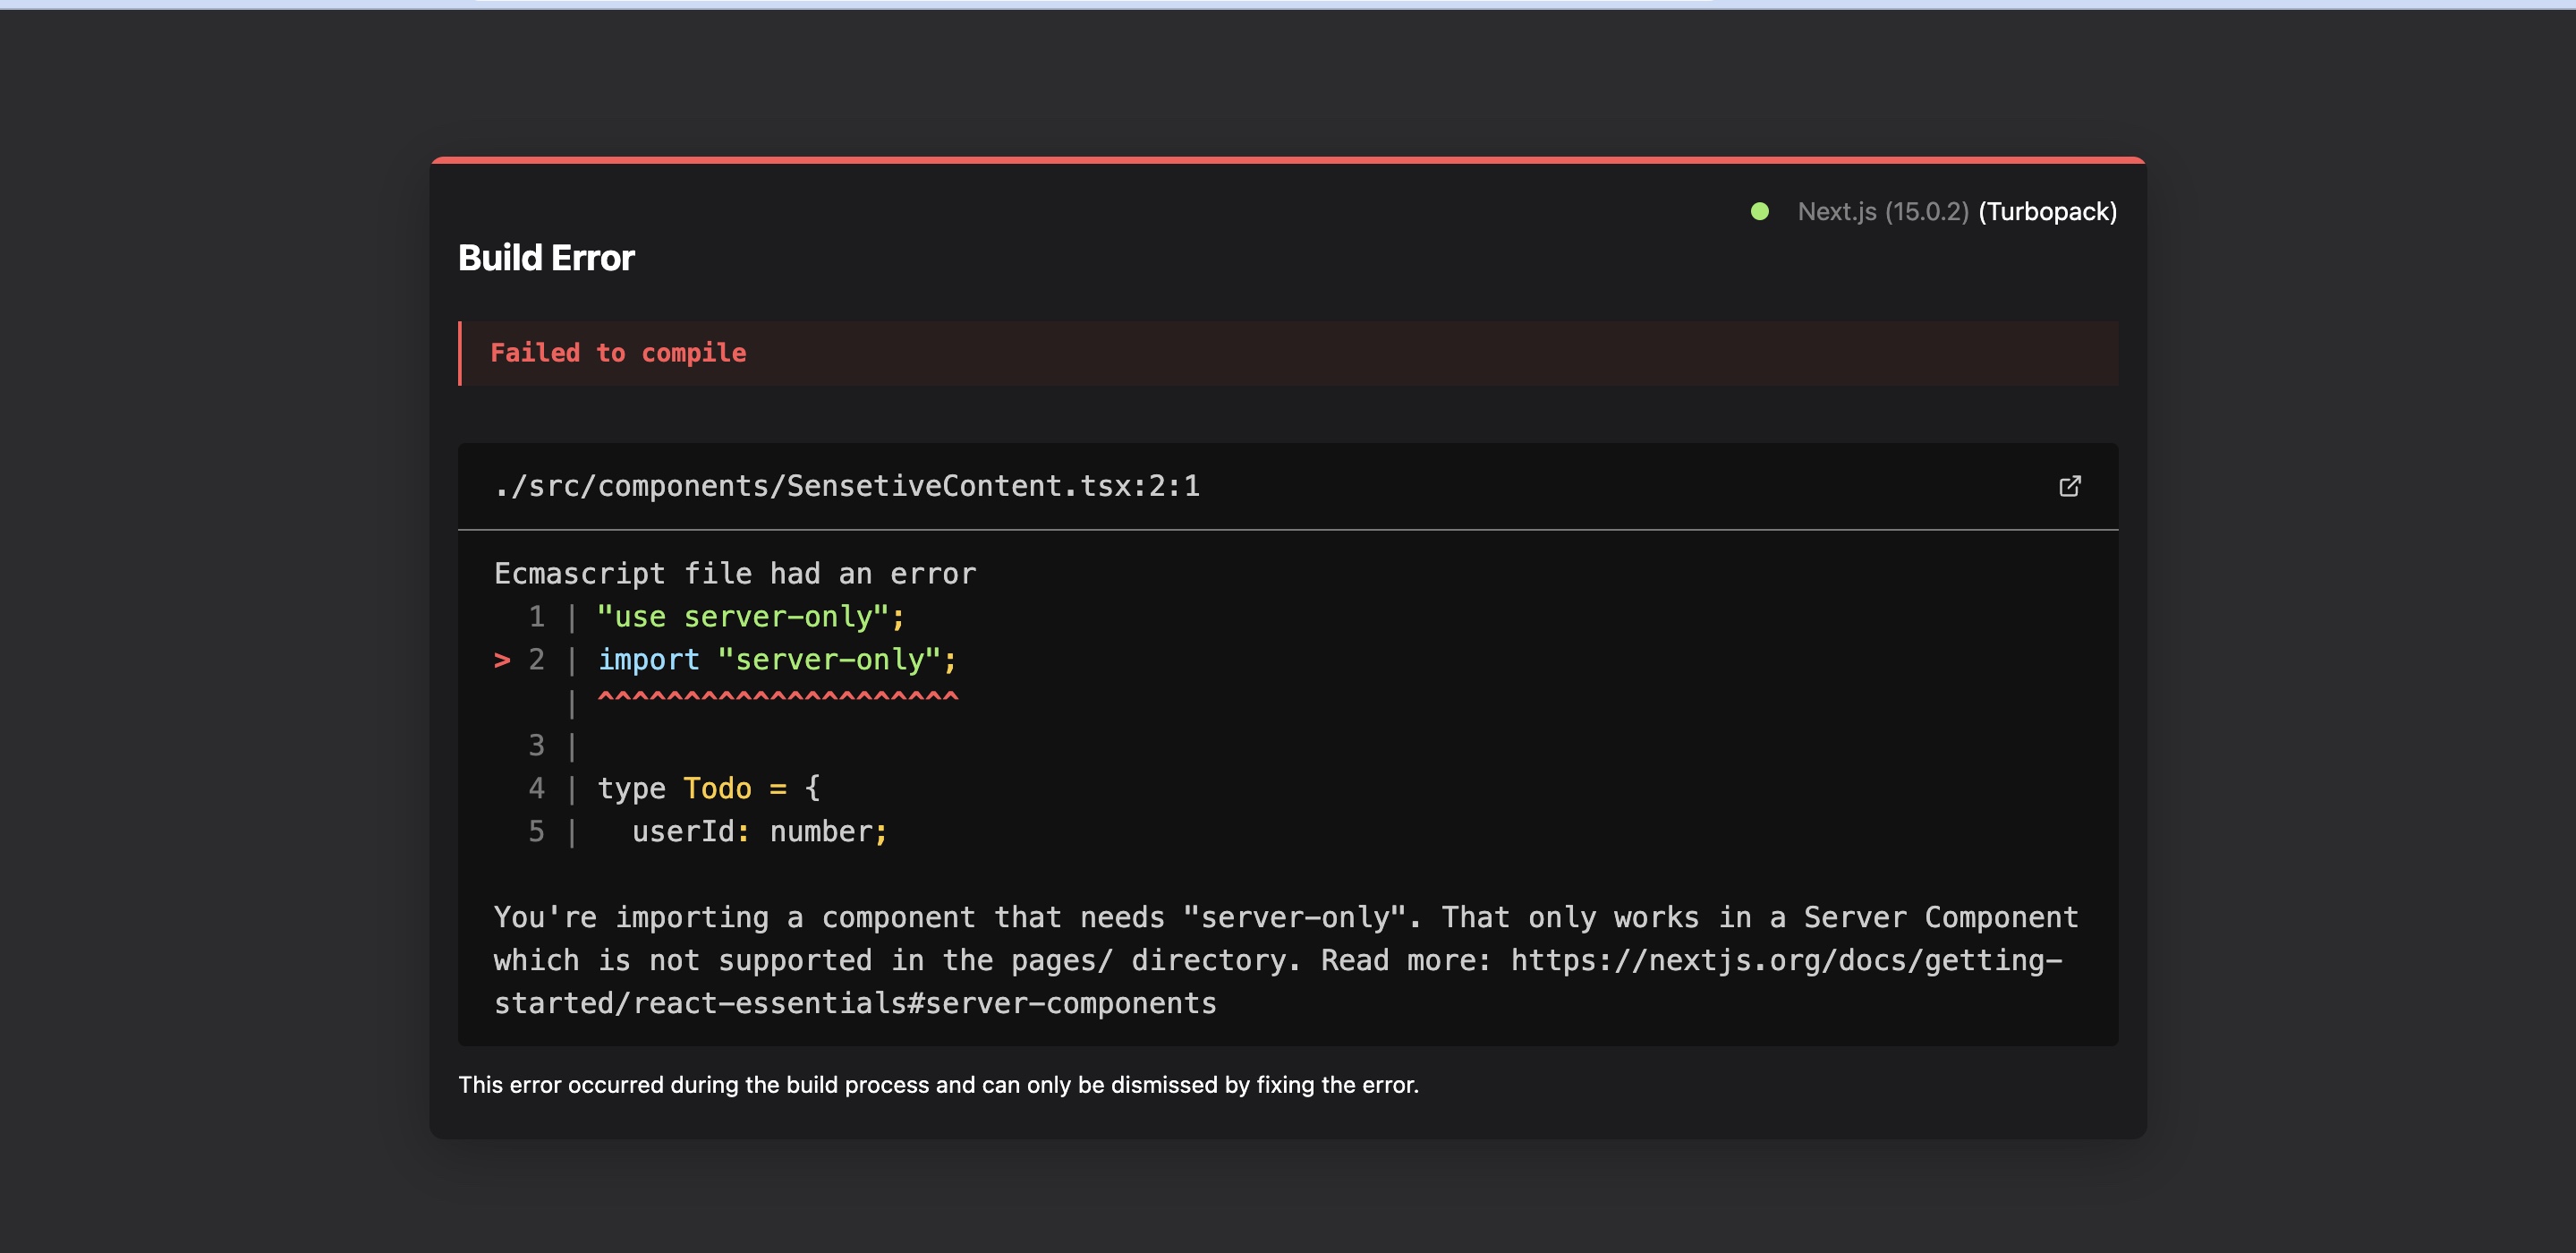 Next.js (15.0.2) (Turbopack)
Build Error
Failed to compile
./src/components/SensetiveContent.tsx:2:1
Ecmascript file had an error
1 | "use server-only";
> 2 | import "server-only";
| ^^^^^^^^^^^^^^^^^^^^^
3 |
4 | type Todo = {
5 |   userId: number;
You're importing a component that needs "server-only". That only works in a Server Component
which is not supported in the pages/ directory. Read more: https://nextjs.org/docs/getting-
started/react-essentials#server-components
This error occurred during the build process and can only be dismissed by fixing the error.